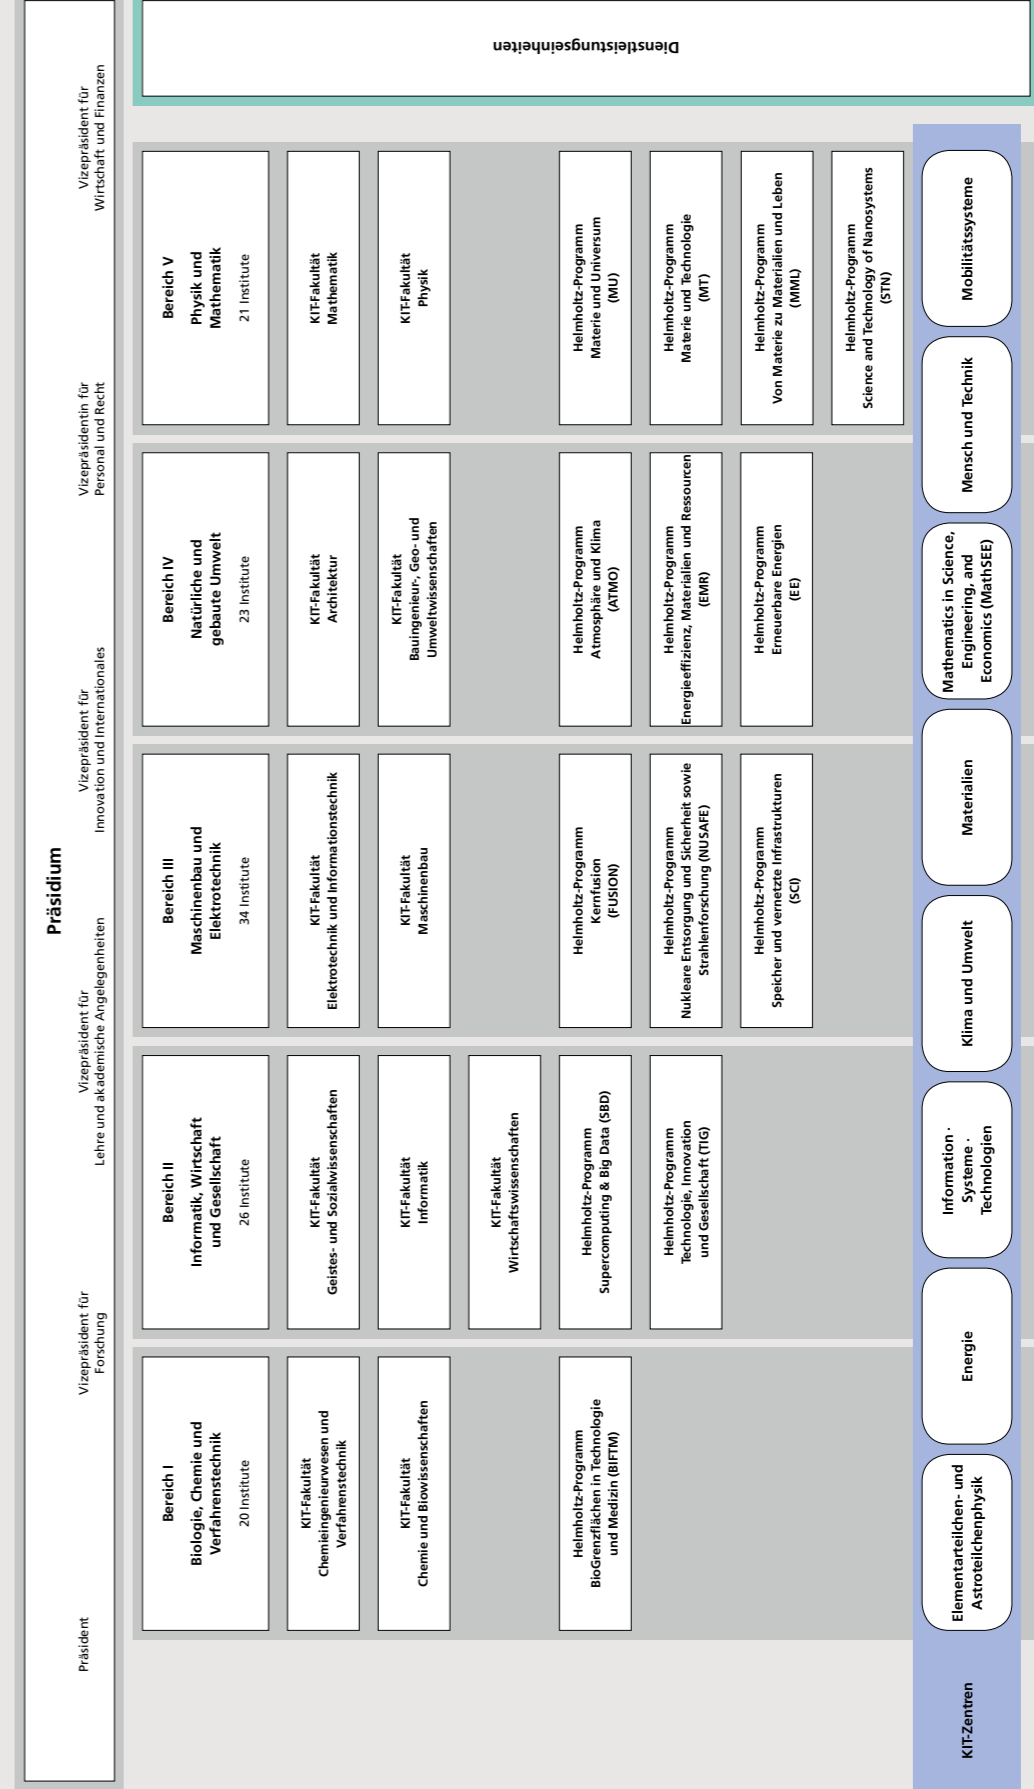 Präsidium
Präsident
Vizepräsident für
Forschung
Vizepräsident für
Lehre und akademische Angelegenheiten
Vizepräsident für
Innovation und Internationales
Vizepräsidentin für
Personal und Recht
Vizepräsident für
Wirtschaft und Finanzen
Bereich I
Biologie, Chemie und
Verfahrenstechnik
20 Institute
KIT-Fakultät
Chemieingenieurwesen und
Verfahrenstechnik
KIT-Fakultät
Chemie und Biowissenschaften
Helmholtz-Programm
BioGrenzflächen in Technologie
und Medizin (BIFTM)
Bereich II
Informatik, Wirtschaft
und Gesellschaft
26 Institute
KIT-Fakultät
Geistes- und Sozialwissenschaften
KIT-Fakultät
Informatik
KIT-Fakultät
Wirtschaftswissenschaften
Helmholtz-Programm
Supercomputing & Big Data (SBD)
Helmholtz-Programm
Technologie, Innovation
und Gesellschaft (TIG)
Bereich III
Maschinenbau und
Elektrotechnik
34 Institute
KIT-Fakultät
Elektrotechnik und Informationstechnik
KIT-Fakultät
Maschinenbau
Helmholtz-Programm
Kernfusion
(FUSION)
Helmholtz-Programm
Nukleare Entsorgung und Sicherheit sowie
Strahlenforschung (NUSAFE)
Helmholtz-Programm
Speicher und vernetzte Infrastrukturen
(SCI)
Bereich IV
Natürliche und
gebaute Umwelt
23 Institute
KIT-Fakultät
Architektur
KIT-Fakultät
Bauingenieur-, Geo- und
Umweltwissenschaften
Helmholtz-Programm
Atmosphäre und Klima
(ATMO)
Helmholtz-Programm
Energieeffizienz, Materialien und Ressourcen
(EMR)
Helmholtz-Programm
Erneuerbare Energien
(EE)
Bereich V
Physik und
Mathematik
21 Institute
KIT-Fakultät
Mathematik
KIT-Fakultät
Physik
Helmholtz-Programm
Materie und Universum
(MU)
Helmholtz-Programm
Materie und Technologie
(MT)
Helmholtz-Programm
Von Materie zu Materialien und Leben
(MML)
Helmholtz-Programm
Science and Technology of Nanosystems
(STN)
Dienstleistungseinheiten
KIT-Zentren
Elementarteilchen- und
Astroteilchenphysik
Energie
Information ·
Systeme ·
Technologien
Klima und Umwelt
Materialien
Mathematics in Science,
Engineering, and
Economics (MathSEE)
Mensch und Technik
Mobilitätssysteme